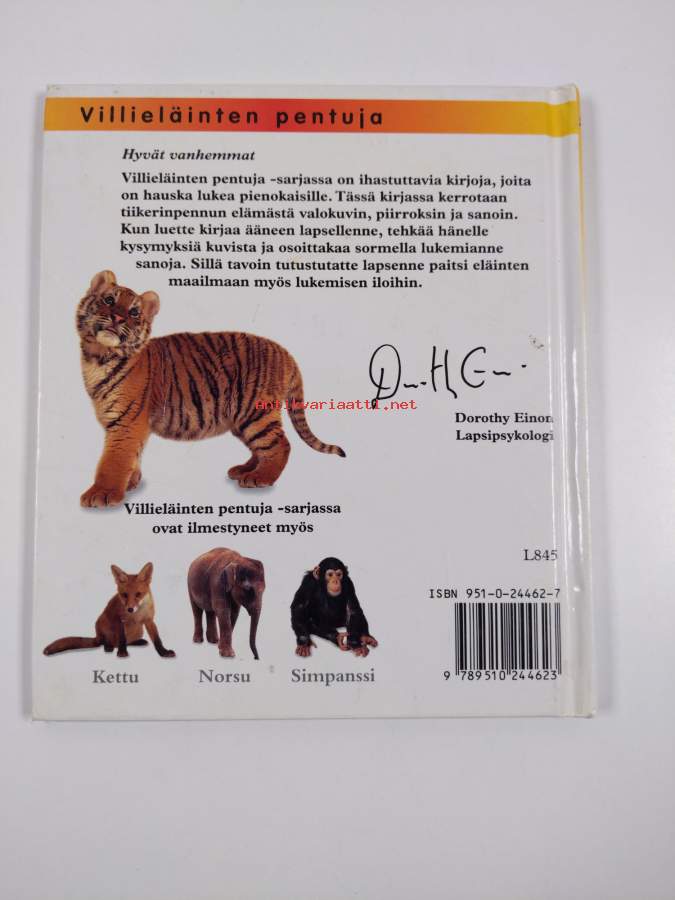 Villieläinten pentuja
Hyvät vanhemmat
Villieläinten pentuja -sarjassa on ihastuttavia kirjoja, joita
on hauska lukea pienokaisille. Tässä kirjassa kerrotaan
tiikerinpennun elämästä valokuvin, piirroksin ja sanoin.
Kun luette kirjaa ääneen lapsellenne, tehkää hänelle
kysymyksiä kuvista ja osoittakaa sormella lukemianne
sanoja. Sillä tavoin tutustutatte lapsenne paitsi eläinten
maailmaan myös lukemisen iloihin.
antikvariaatti.net
Dorothy Einon
Lapsipsykologi
Villieläinten pentuja -sarjassa
ovat ilmestyneet myös
L845
ISBN 951-0-24462-7
Kettu Norsu Simpanssi
9 789510 244623